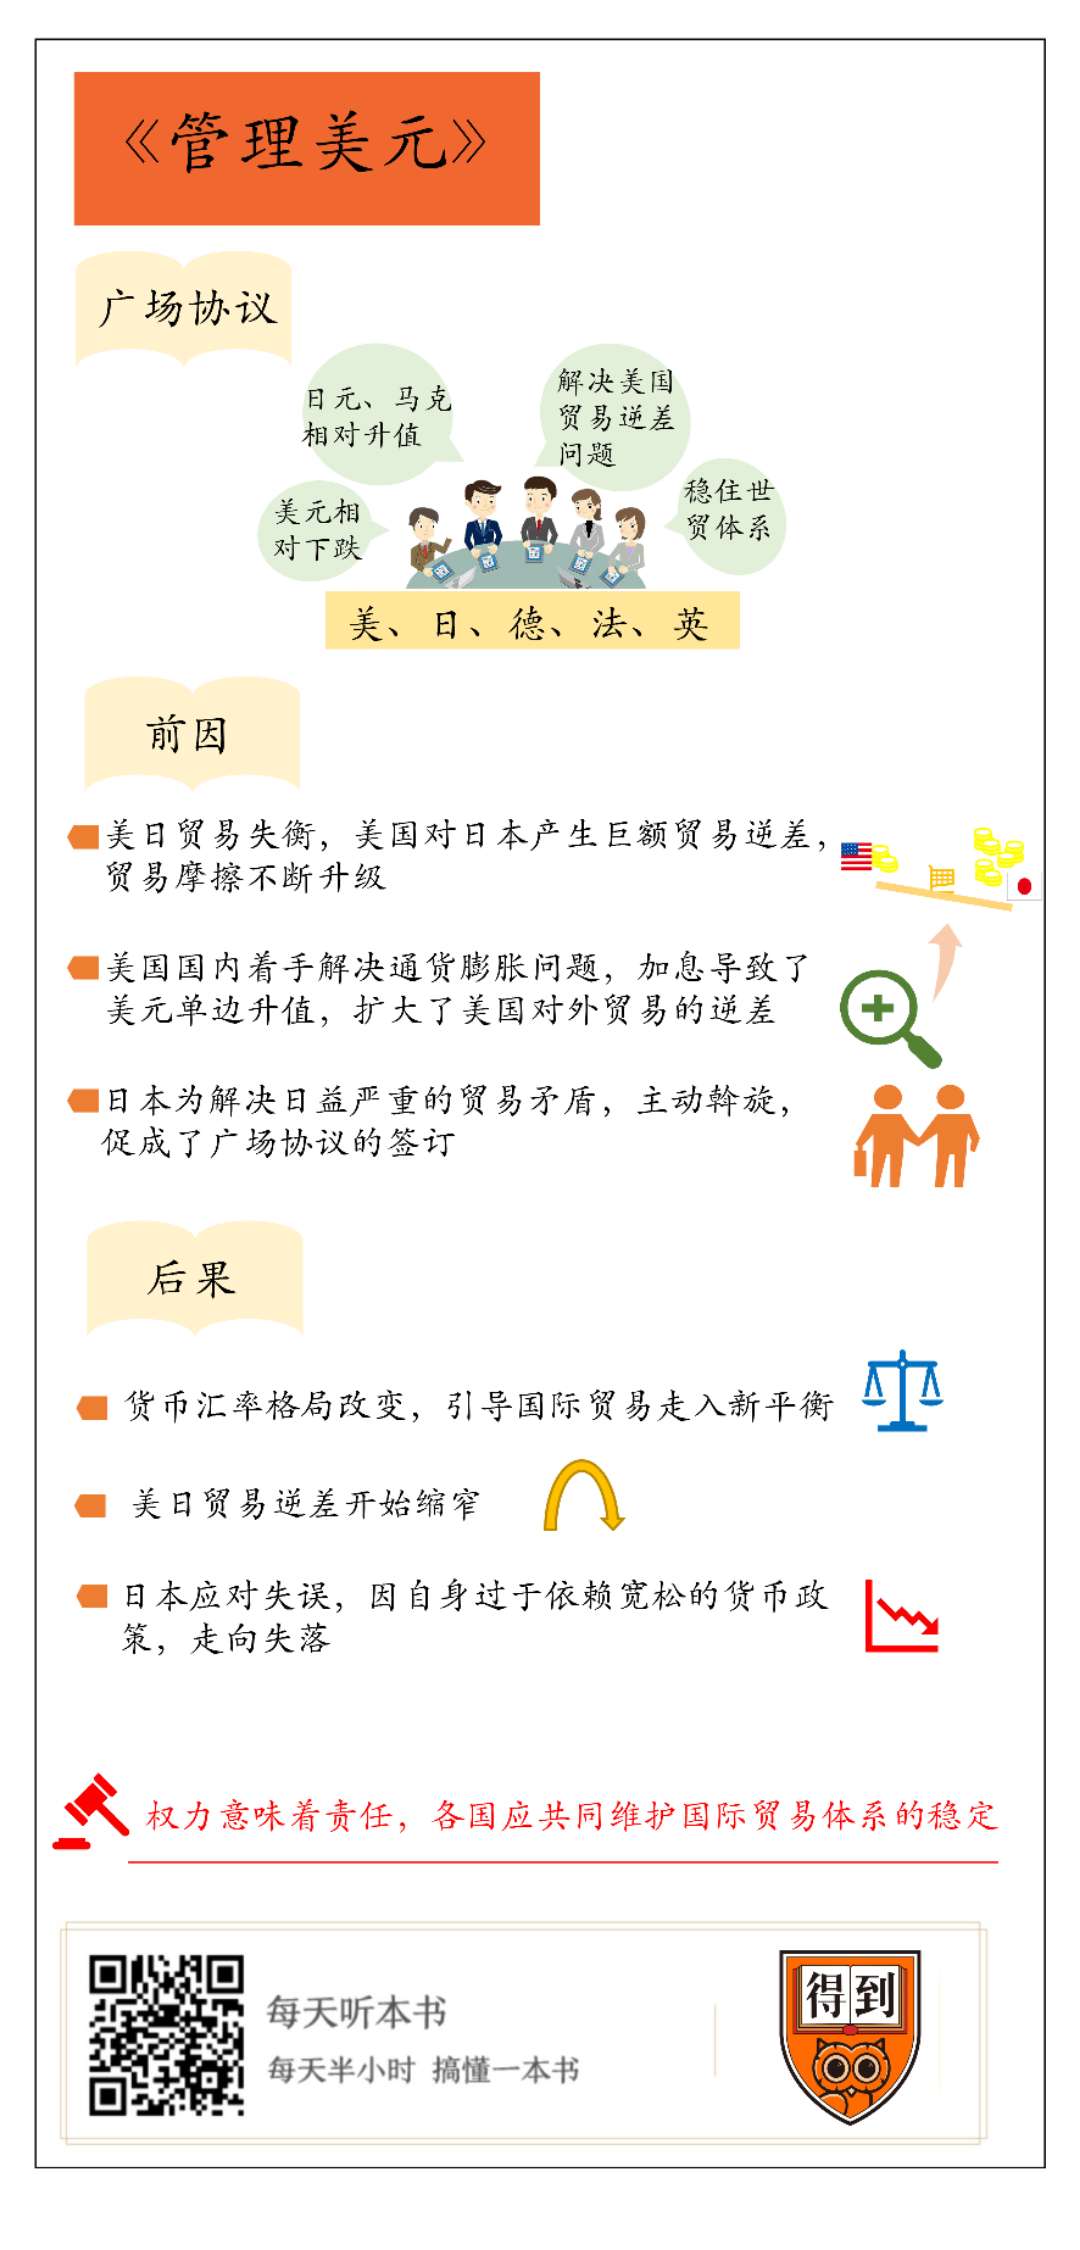 《管理美元》
广场协议
日元、马克
相对升值
解决美国
贸易逆差
问题
美元相
对下跌
稳住世
贸体系
美、日、德、法、英
前因
美日贸易失衡，美国对日本产生巨额贸易逆差，
贸易摩擦不断升级
美国国内着手解决通货膨胀问题，加息导致了
美元单边升值，扩大了美国对外贸易的逆差
日本为解决日益严重的贸易矛盾，主动斡旋，
促成了广场协议的签订
后果
货币汇率格局改变，引导国际贸易走入新平衡
美日贸易逆差开始缩窄
日本应对失误，因自身过于依赖宽松的货币政
策，走向失落
权力意味着责任，各国应共同维护国际贸易体系的稳定
每天听本书
每天半小时 搞懂一本书
得到